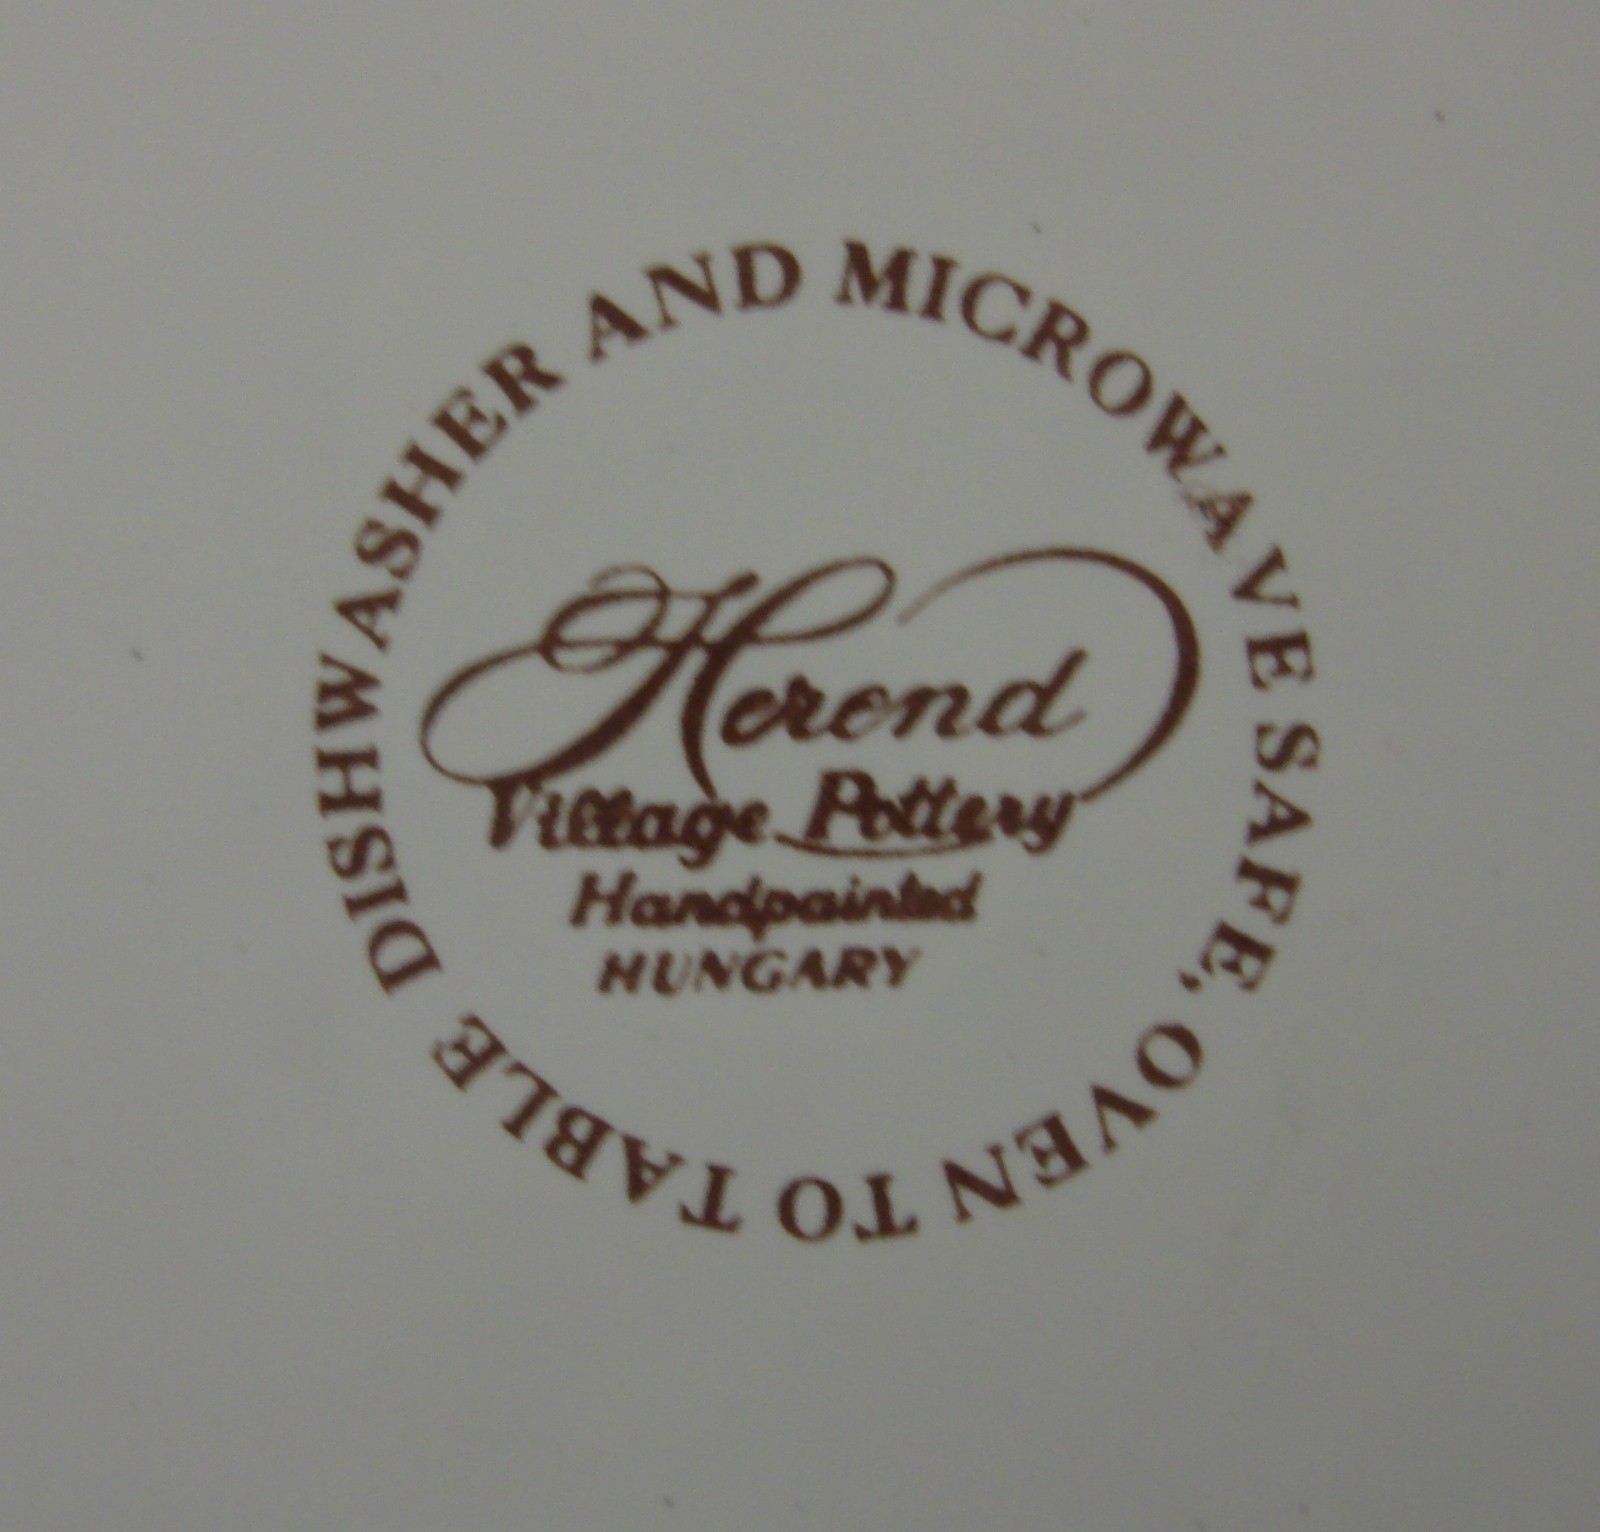 DISHWASHER AND MICROWAVE SAFE, OVEN TO TABLE
Herend
Village Pottery
Handpainted
HUNGARY